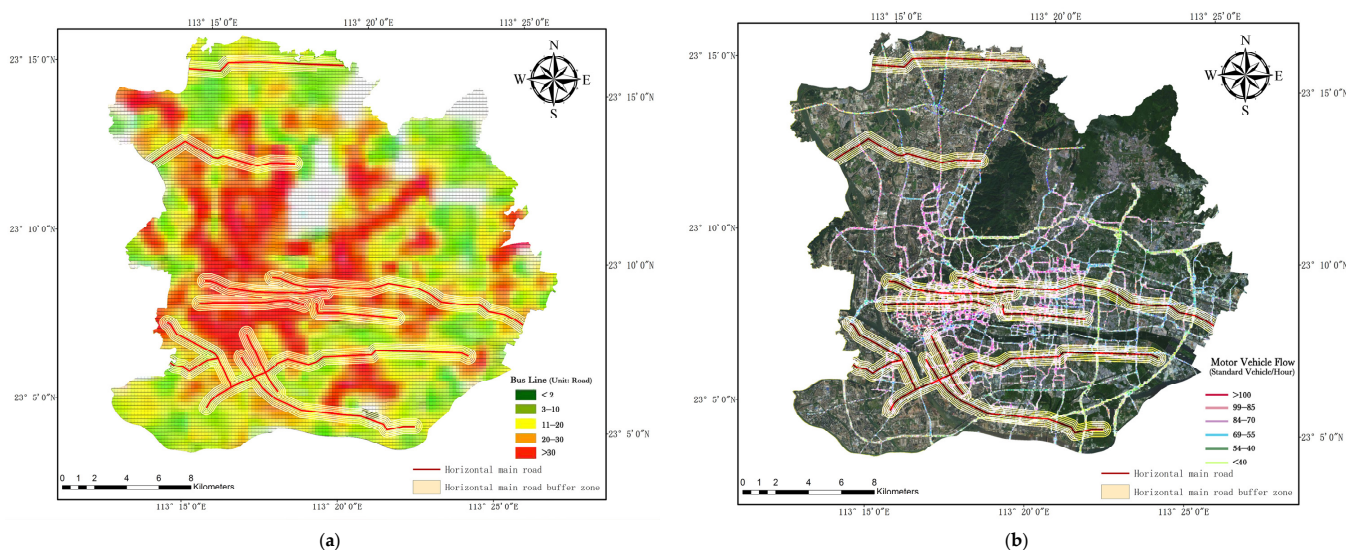 113° 15′0″E
113° 20′0″E
23° 15′0″N
23° 10′0″N
23° 5′0″N
N
W
E
S
23° 15′0″N
23° 10′0″N
23° 5′0″N
Bus Line (Unit: Road)
< 9
3—10
11—20
20—30
>30
Horizontal main road
Horizontal main road buffer zone
0 1 2 4 6 8
Kilometers
113° 15′0″E
113° 20′0″E
113° 25′0″E
(a)
113° 15′0″E
113° 20′0″E
113° 25′0″E
23° 15′0″N
23° 10′0″N
23° 5′0″N
N
W
E
S
23° 15′0″N
23° 10′0″N
23° 5′0″N
Motor Vehicle Flow
(Standard Vehicle/Hour)
>100
99—85
84—70
69—55
54—40
<40
Horizontal main road
Horizontal main road buffer zone
0 1 2 4 6 8
Kilometers
113° 15′0″E
113° 20′0″E
113° 25′0″E
(b)